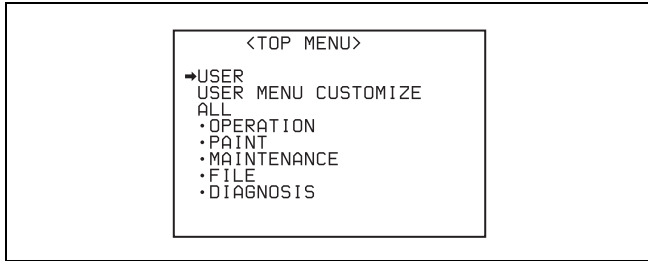 <TOP MENU>
➡USER
USER MENU CUSTOMIZE
ALL
·OPERATION
·PAINT
·MAINTENANCE
·FILE
·DIAGNOSIS